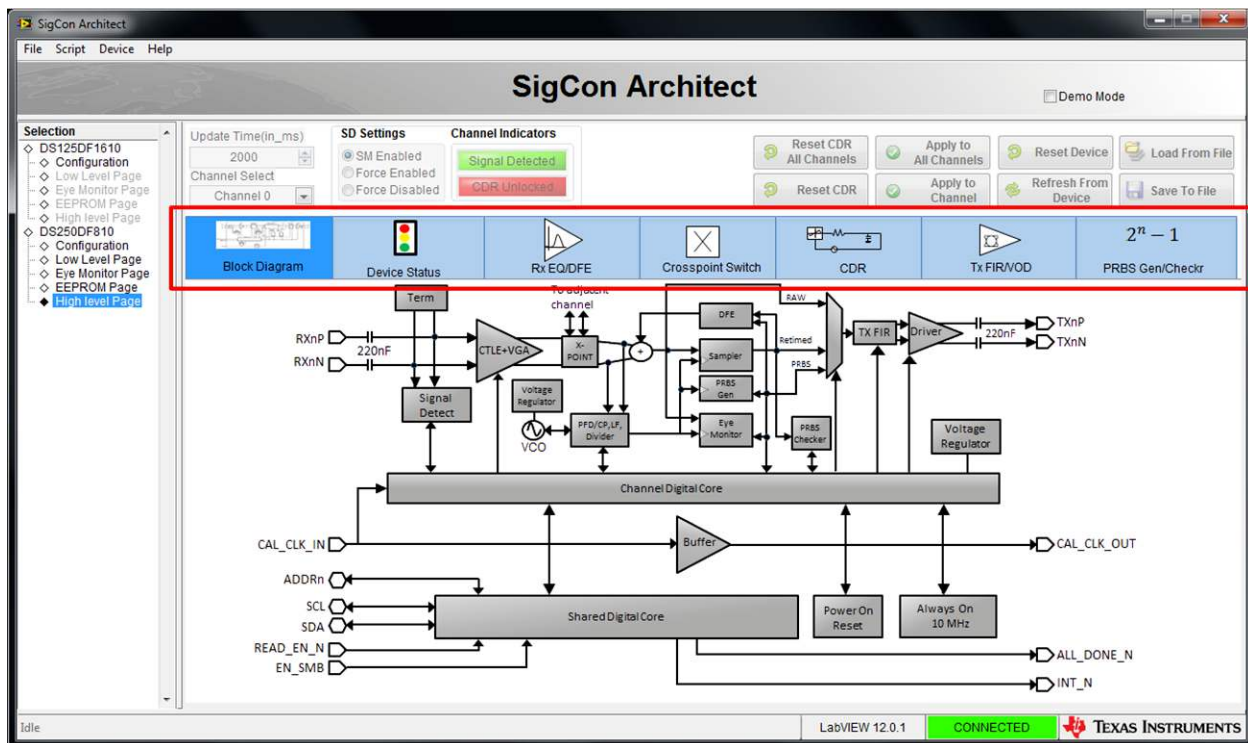 SigCon Architect
File Script Device Help
SigCon Architect
Demo Mode
Selection
DS125DF1610
Configuration
Low Level Page
Eye Monitor Page
EEPROM Page
High level Page
DS250DF810
Configuration
Low Level Page
Eye Monitor Page
EEPROM Page
High level Page
Update Time(in_ms)
2000
Channel Select
Channel 0
SD Settings
SM Enabled
Force Enabled
Force Disabled
Channel Indicators
Signal Detected
CDR Unlocked
Reset CDR
All Channels
Apply to
All Channels
Reset Device
Load From File
Reset CDR
Apply to
Channel
Refresh From
Device
Save To File
Block Diagram
Device Status
Rx EQ/DFE
Crosspoint Switch
CDR
Tx FIR/VOD
2ⁿ − 1
PRBS Gen/Checkr
Term
To adjacent
channel
RAW
DFE
RXnP
RXnN
220nF
CTLE+VGA
X-
POINT
+
Sampler
Retimed
PRBS
TX FIR
Driver
220nF
TXnP
TXnN
PRBS
Gen
Signal
Detect
Voltage
Regulator
VCO
PFD/CP,LF,
Divider
Eye
Monitor
PRBS
Checker
Voltage
Regulator
Channel Digital Core
CAL_CLK_IN
Buffer
CAL_CLK_OUT
ADDRn
SCL
SDA
READ_EN_N
EN_SMB
Shared Digital Core
Power On
Reset
Always On
10 MHz
ALL_DONE_N
INT_N
Idle
LabVIEW 12.0.1
CONNECTED
TEXAS INSTRUMENTS